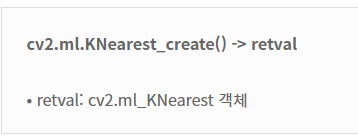 cv2.ml.KNearest_create() -> retval
• retval: cv2.ml_KNearest 객체